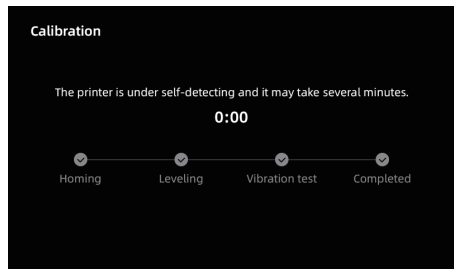 Calibration
The printer is under self-detecting and it may take several minutes.
0:00
Homing
Leveling
Vibration test
Completed